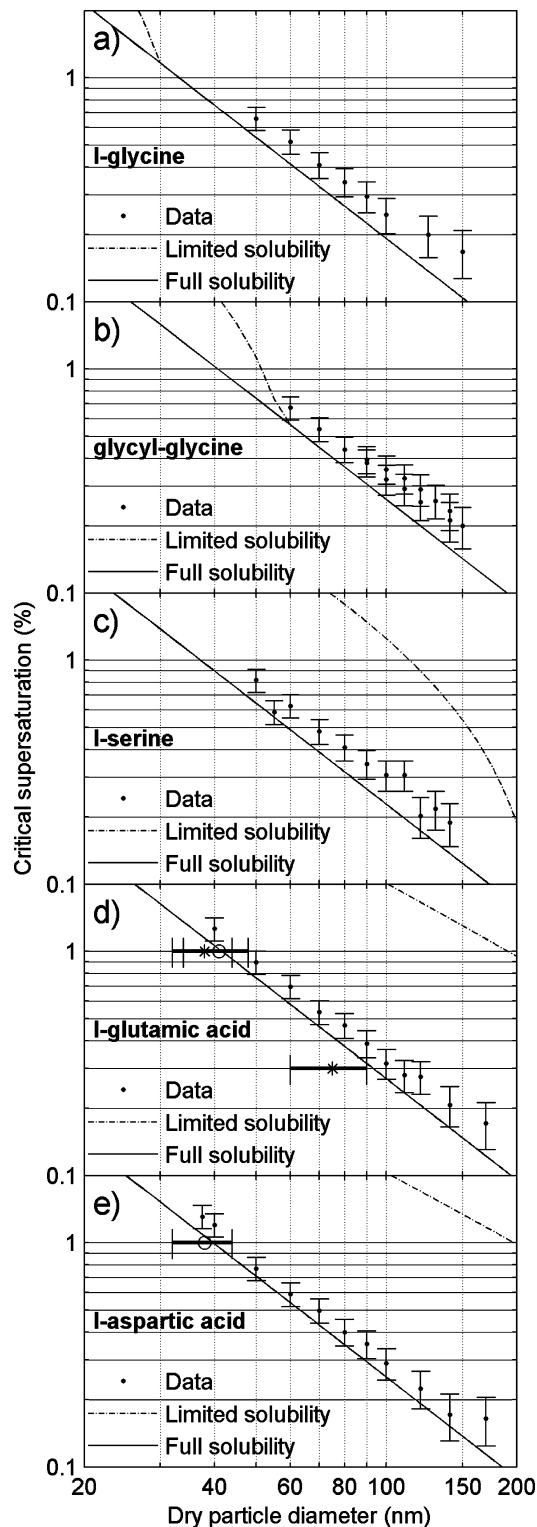 a)
1
l-glycine
Data
Limited solubility
Full solubility
0.1
b)
1
glycyl-glycine
Data
Limited solubility
Full solubility
0.1
c)
1
l-serine
Data
Limited solubility
Full solubility
0.1
d)
1
l-glutamic acid
Data
Limited solubility
Full solubility
0.1
e)
1
l-aspartic acid
Data
Limited solubility
Full solubility
0.1
20 40 60 80 100 150 200
Dry particle diameter (nm)
Critical supersaturation (%)